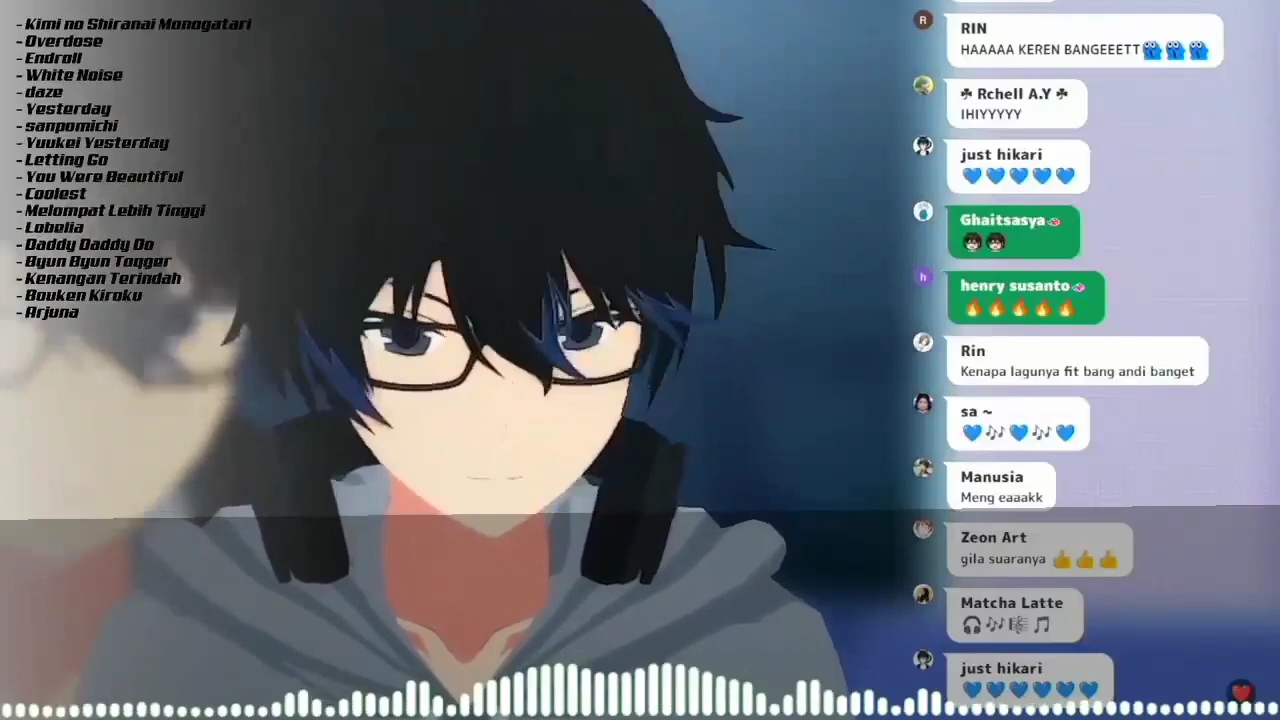 - Kimi no Shiranai Monogatari
- Overdose
- Endroll
- White Noise
- daze
- Yesterday
- sanpomichi
- Yuukei Yesterday
- Letting Go
- You Were Beautiful
- Coolest
- Melompat Lebih Tinggi
- Lobelia
- Daddy Daddy Do
- Byun Byun Toqger
- Kenangan Terindah
- Bouken Kiroku
- Arjuna
R
RIN
HAAAAA KEREN BANGEEETT
☘ Rchell A.Y ☘
IHIYYYYY
just hikari
💙💙💙💙💙
Ghaitsasya
h
henry susanto
🔥🔥🔥🔥🔥
Rin
Kenapa lagunya fit bang andi banget
sa ~
💙🎶💙🎶💙
Manusia
Meng eaaakk
Zeon Art
gila suaranya 👍👍👍
Matcha Latte
🎧🎶🎼🎵
just hikari
💙💙💙💙💙💙